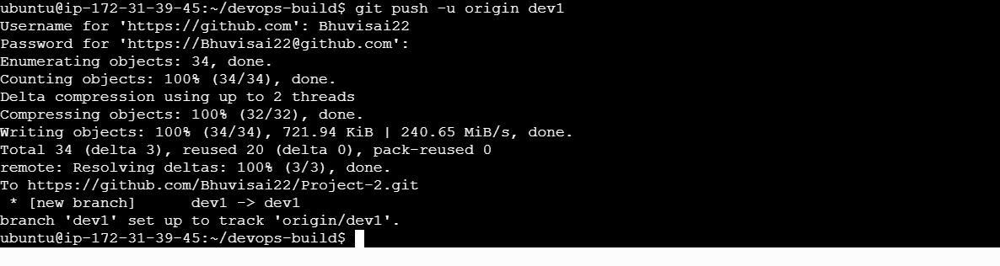 ubuntu@ip-172-31-39-45:~/devops-build$ git push -u origin dev1
Username for 'https://github.com': Bhuvisai22
Password for 'https://Bhuvisai22@github.com':
Enumerating objects: 34, done.
Counting objects: 100% (34/34), done.
Delta compression using up to 2 threads
Compressing objects: 100% (32/32), done.
Writing objects: 100% (34/34), 721.94 KiB | 240.65 MiB/s, done.
Total 34 (delta 3), reused 20 (delta 0), pack-reused 0
remote: Resolving deltas: 100% (3/3), done.
To https://github.com/Bhuvisai22/Project-2.git
 * [new branch]      dev1 -> dev1
branch 'dev1' set up to track 'origin/dev1'.
ubuntu@ip-172-31-39-45:~/devops-build$